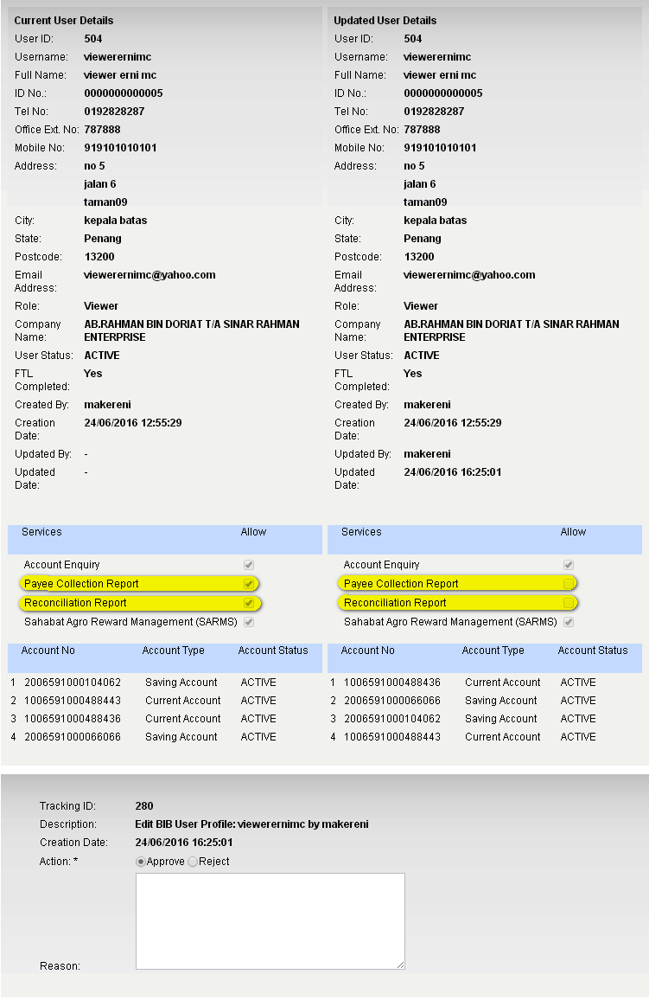 Current User Details
User ID: 504
Username: viewerernimc
Full Name: viewer erni mc
ID No.: 0000000000005
Tel No: 0192828287
Office Ext. No: 787888
Mobile No: 919101010101
Address: no 5
jalan 6
taman09
City: kepala batas
State: Penang
Postcode: 13200
Email
Address: viewerernimc@yahoo.com
Role: Viewer
Company
Name: AB.RAHMAN BIN DORIAT T/A SINAR RAHMAN
ENTERPRISE
User Status: ACTIVE
FTL
Completed: Yes
Created By: makereni
Creation
Date: 24/06/2016 12:55:29
Updated By: -
Updated
Date: -
Services Allow
Account Enquiry
Payee Collection Report
Reconciliation Report
Sahabat Agro Reward Management (SARMS)
Account No Account Type Account Status
1 2006591000104062 Saving Account ACTIVE
2 1006591000488443 Current Account ACTIVE
3 1006591000488436 Current Account ACTIVE
4 2006591000066066 Saving Account ACTIVE
Updated User Details
User ID: 504
Username: viewerernimc
Full Name: viewer erni mc
ID No.: 0000000000005
Tel No: 0192828287
Office Ext. No: 787888
Mobile No: 919101010101
Address: no 5
jalan 6
taman09
City: kepala batas
State: Penang
Postcode: 13200
Email
Address: viewerernimc@yahoo.com
Role: Viewer
Company
Name: AB.RAHMAN BIN DORIAT T/A SINAR RAHMAN
ENTERPRISE
User Status: ACTIVE
FTL
Completed: Yes
Created By: makereni
Creation
Date: 24/06/2016 12:55:29
Updated By: makereni
Updated
Date: 24/06/2016 16:25:01
Services Allow
Account Enquiry
Payee Collection Report
Reconciliation Report
Sahabat Agro Reward Management (SARMS)
Account No Account Type Account Status
1 1006591000488436 Current Account ACTIVE
2 2006591000066066 Saving Account ACTIVE
3 2006591000104062 Saving Account ACTIVE
4 1006591000488443 Current Account ACTIVE
Tracking ID: 280
Description: Edit BIB User Profile: viewerernimc by makereni
Creation Date: 24/06/2016 16:25:01
Action: * Approve Reject
Reason: